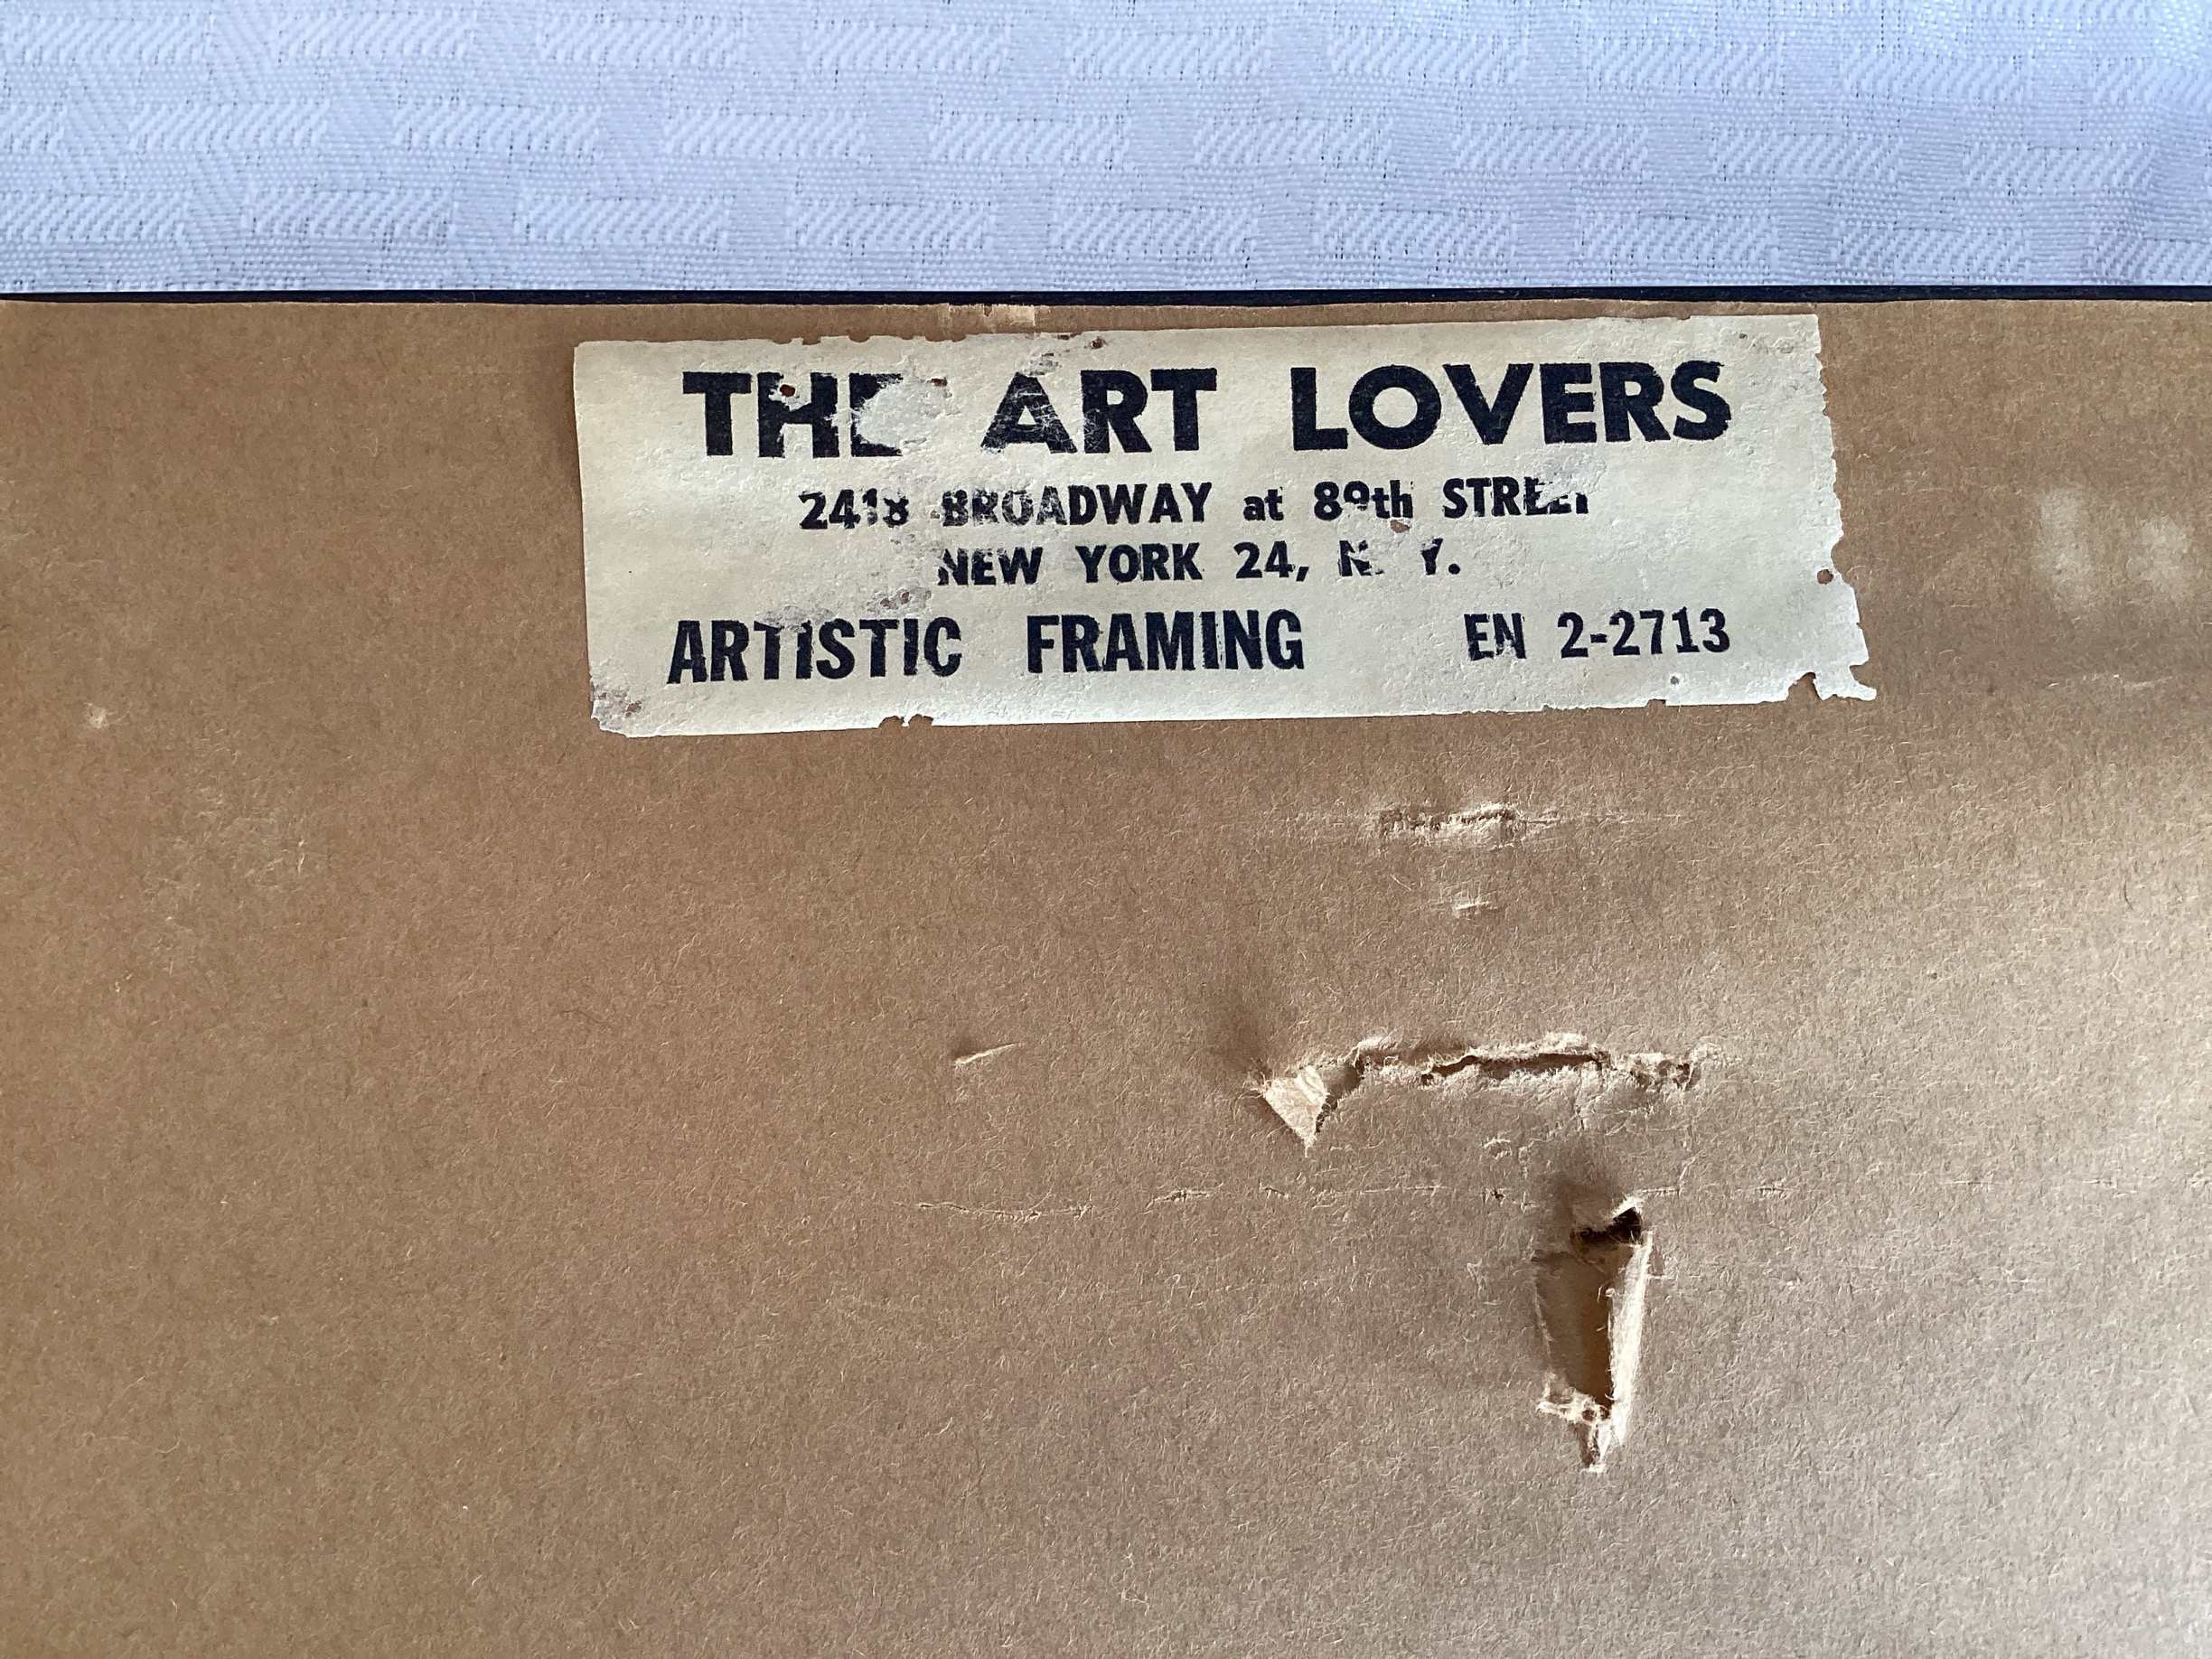 THE ART LOVERS
2418 BROADWAY at 89th STREET
NEW YORK 24, N. Y.
ARTISTIC FRAMING EN 2-2713